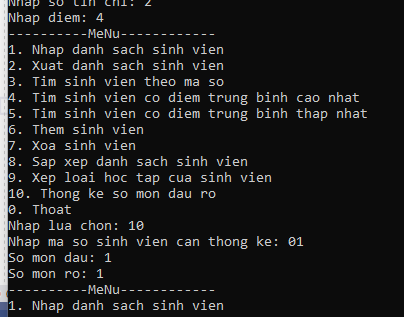 Nhap so tin chi: 2
Nhap diem: 4
----------MeNu------------
1. Nhap danh sach sinh vien
2. Xuat danh sach sinh vien
3. Tim sinh vien theo ma so
4. Tim sinh vien co diem trung binh cao nhat
5. Tim sinh vien co diem trung binh thap nhat
6. Them sinh vien
7. Xoa sinh vien
8. Sap xep danh sach sinh vien
9. Xep loai hoc tap cua sinh vien
10. Thong ke so mon dau ro
0. Thoat
Nhap lua chon: 10
Nhap ma so sinh vien can thong ke: 01
So mon dau: 1
So mon ro: 1
----------MeNu------------
1. Nhap danh sach sinh vien